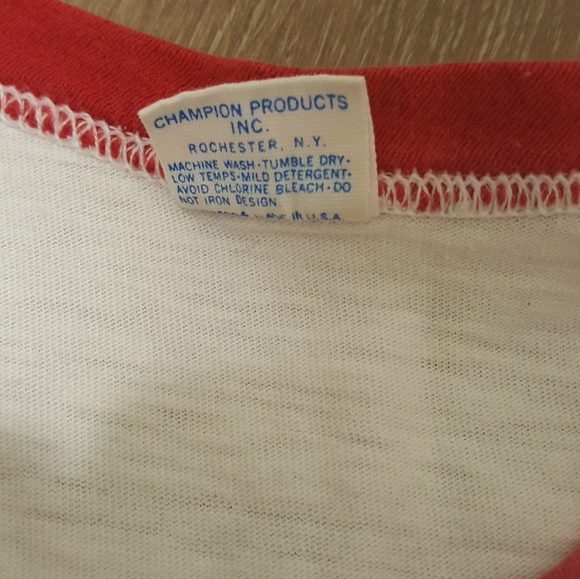 CHAMPION PRODUCTS
INC.
ROCHESTER, N.Y.
MACHINE WASH·TUMBLE DRY·
LOW TEMPS·MILD DETERGENT·
AVOID CHLORINE BLEACH·DO
NOT IRON DESIGN.
IN U.S.A.